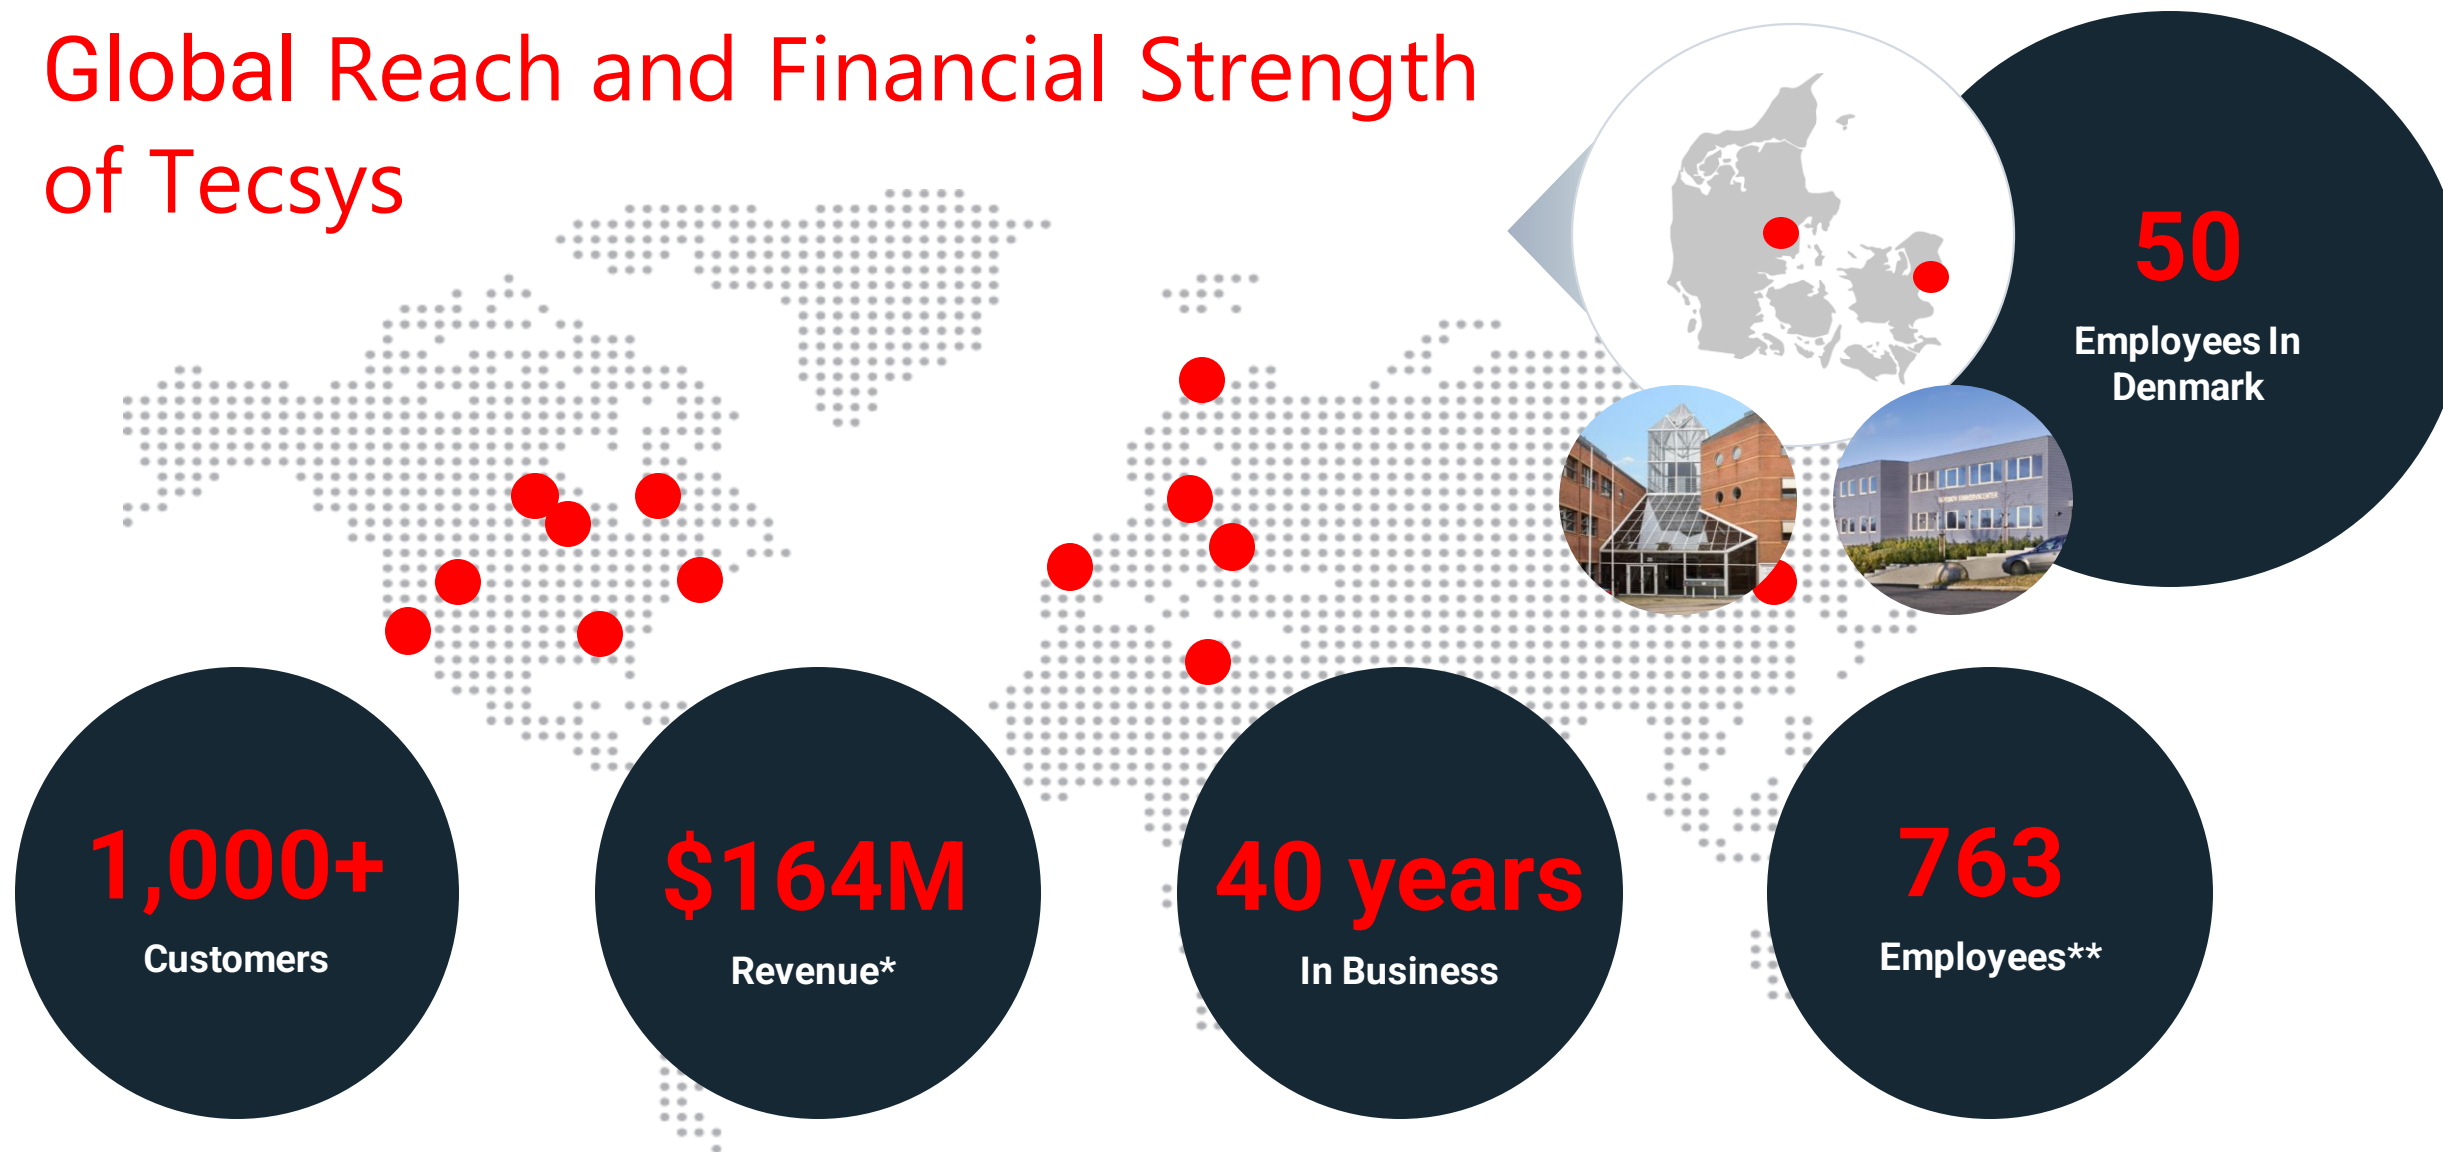 Global Reach and Financial Strength
of Tecsys
50
Employees In
Denmark
1,000+
Customers
$164M
Revenue*
40 years
In Business
763
Employees**